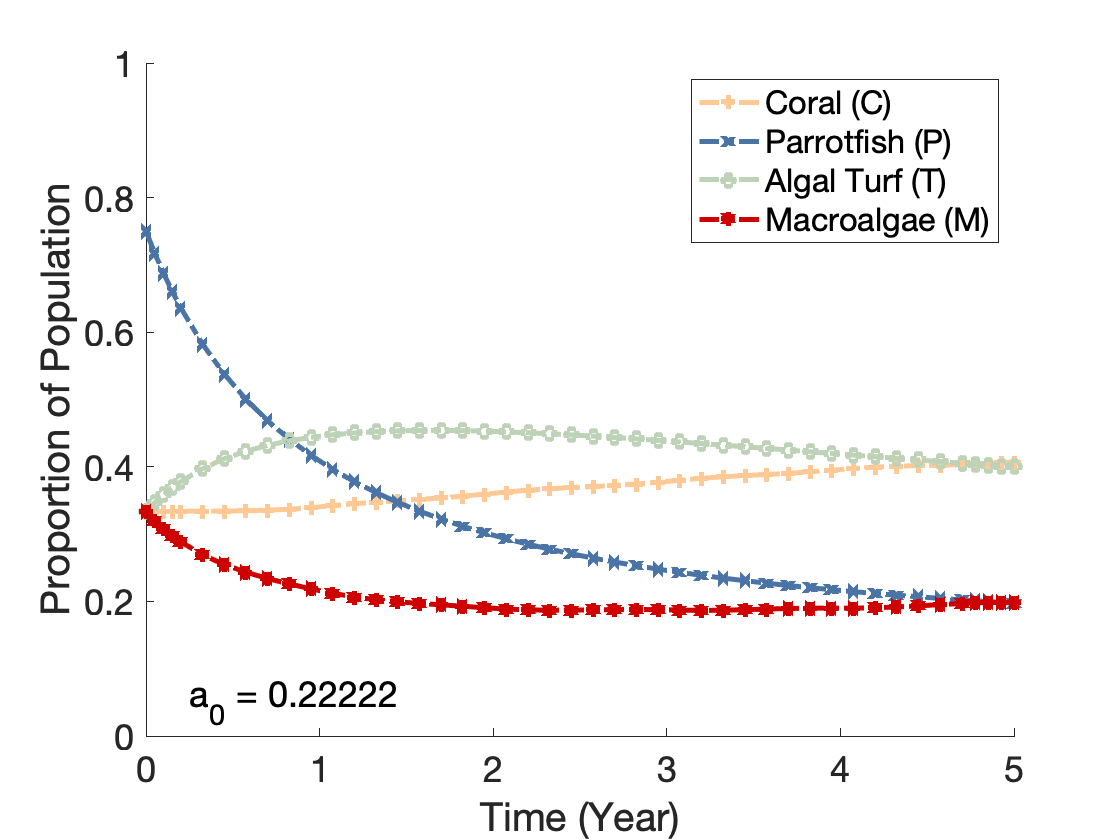 1
0.8
0.6
0.4
0.2
0
Proportion of Population
Coral (C)
Parrotfish (P)
Algal Turf (T)
Macroalgae (M)
a0 = 0.22222
0 1 2 3 4 5
Time (Year)